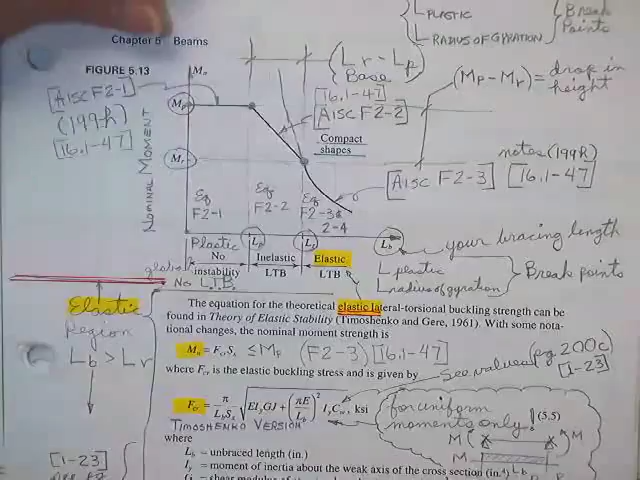 Chapter 5 Beams
L PLASTIC
L RADIUS OF GYRATION
Break Points
FIGURE 5.13
Mn
(Lr - Lp)
Base
(Mp - Mr) = drop in height
[AISC F2-1]
(199R)
[16.1-47]
Mp
[16.1-47]
[AISC F2-2]
Compact
shapes
NOMINAL MOMENT
Mr
notes (199R)
[AISC F2-3] [16.1-47]
Eq F2-1
Eq F2-2
Eq F2-3 & 2-4
Lp
Lr
Lb
your bracing length
Plastic
No
instability
Inelastic
LTB
Elastic
LTB
global
No L.T.B.
L plastic
L radius of gyration
Break points
Elastic
Region
Lb > Lr
The equation for the theoretical elastic lateral-torsional buckling strength can be
found in Theory of Elastic Stability (Timoshenko and Gere, 1961). With some nota-
tional changes, the nominal moment strength is
Mn = FcrSx ≤ Mp (F2-3) [16.1-47]
where Fcr is the elastic buckling stress and is given by
See values (pg 200c)
[1-23]
Fcr = π/(LbSx) √(EIyGJ + (πE/Lb)² IyCw), ksi
(5.5)
TIMOSHENKO VERSION
for uniform
moments only!
M M
Lb
where
Lb = unbraced length (in.)
Iy = moment of inertia about the weak axis of the cross section (in.⁴)
[1-23]